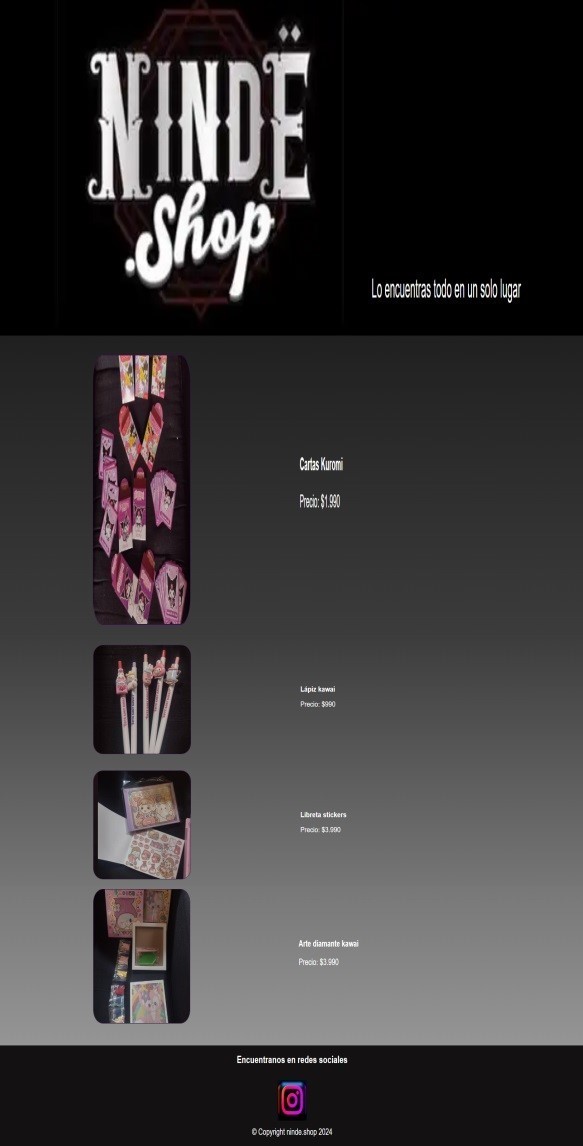 NINDË
.Shop
Lo encuentras todo en un solo lugar
Cartas Kuromi
Precio: $1.990
Lápiz kawai
Precio: $990
Libreta stickers
Precio: $3.990
Arte diamante kawai
Precio: $3.990
Encuentranos en redes sociales
© Copyright ninde.shop 2024